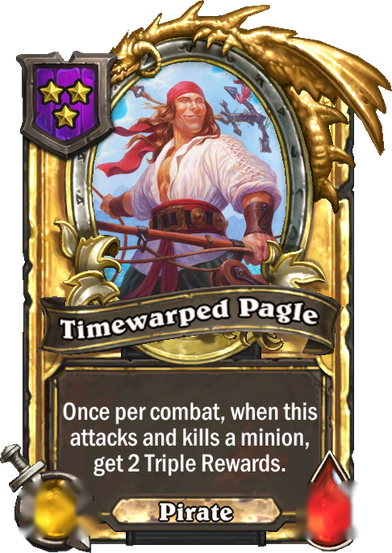 Timewarped Pagle
Once per combat, when this
attacks and kills a minion,
get 2 Triple Rewards.
Pirate